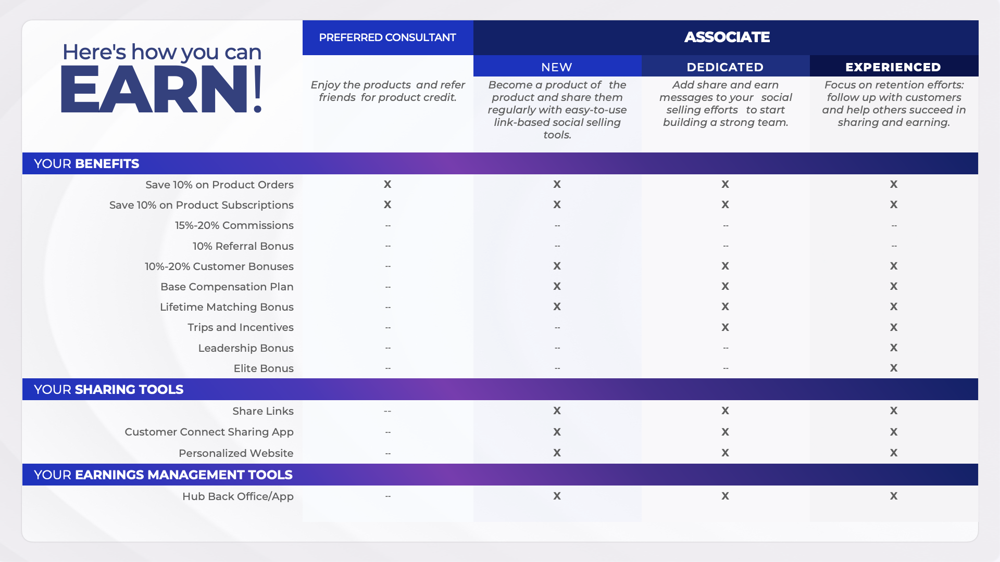 Here's how you can
EARN!
PREFERRED CONSULTANT
ASSOCIATE
NEW
DEDICATED
EXPERIENCED
Enjoy the products and refer
friends for product credit.
Become a product of the
product and share them
regularly with easy-to-use
link-based social selling
tools.
Add share and earn
messages to your social
selling efforts to start
building a strong team.
Focus on retention efforts:
follow up with customers
and help others succeed in
sharing and earning.
YOUR BENEFITS
Save 10% on Product Orders X X X X
Save 10% on Product Subscriptions X X X X
15%-20% Commissions -- -- -- --
10% Referral Bonus -- -- -- --
10%-20% Customer Bonuses -- X X X
Base Compensation Plan -- X X X
Lifetime Matching Bonus -- X X X
Trips and Incentives -- -- X X
Leadership Bonus -- -- -- X
Elite Bonus -- -- -- X
YOUR SHARING TOOLS
Share Links -- X X X
Customer Connect Sharing App -- X X X
Personalized Website -- X X X
YOUR EARNINGS MANAGEMENT TOOLS
Hub Back Office/App -- X X X